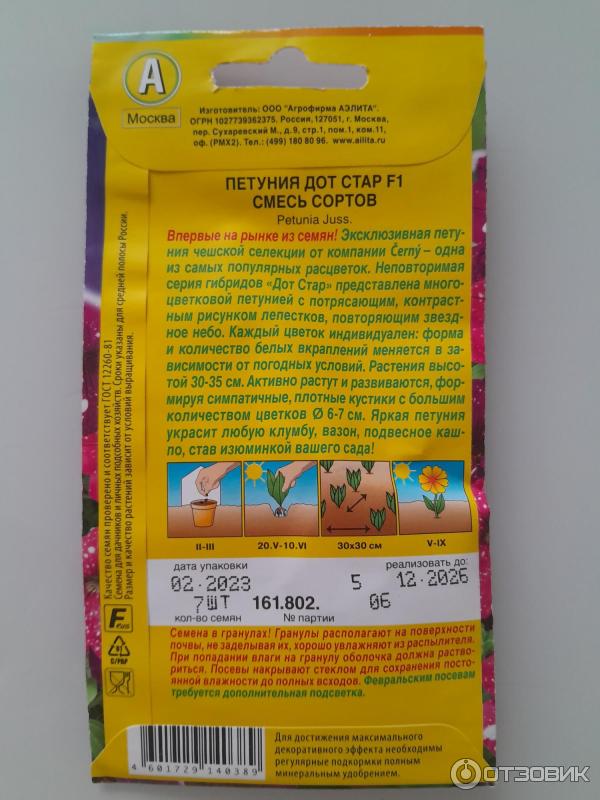 А
Москва
Изготовитель: ООО "Агрофирма АЭЛИТА".
ОГРН 1027739362375. Россия, 127051, г. Москва,
пер. Сухаревский М., д.9, стр.1, пом.1, ком.11,
оф. (РМХ2). Тел.: (499) 180 80 96. www.ailita.ru
ПЕТУНИЯ ДОТ СТАР F1
СМЕСЬ СОРТОВ
Petunia Juss.
Впервые на рынке из семян! Эксклюзивная пету-
ния чешской селекции от компании Černý – одна
из самых популярных расцветок. Неповторимая
серия гибридов «Дот Стар» представлена много-
цветковой петунией с потрясающим, контраст-
ным рисунком лепестков, повторяющим звезд-
ное небо. Каждый цветок индивидуален: форма
и количество белых вкраплений меняется в за-
висимости от погодных условий. Растения высо-
той 30-35 см. Активно растут и развиваются, фор-
мируя симпатичные, плотные кустики с большим
количеством цветков Ø 6-7 см. Яркая петуния
украсит любую клумбу, вазон, подвесное каш-
по, став изюминкой вашего сада!
Качество семян проверено и соответствует ГОСТ 12260-81
Семена для дачников и личных подсобных хозяйств. Сроки указаны для средней полосы России.
Размер и качество растений зависит от условий выращивания.
II-III
20.V-10.VI
30х30 см
V-IX
дата упаковки
реализовать до:
02.2023
5
12.2026
7ШТ
161.802.
06
кол-во семян
№ партии
F
81
C/PAP
Семена в гранулах! Гранулы располагают на поверхности
почвы, не заделывая их, хорошо увлажняют из распылителя.
При попадании влаги на гранулу оболочка должна раство-
риться. Посевы накрывают стеклом для сохранения посто-
янной влажности до полных всходов. Февральским посевам
требуется дополнительная подсветка.
4 601729 140389
Для достижения максимального
декоративного эффекта необходимы
регулярные подкормки полным
минеральным удобрением.
ОТЗОВИК